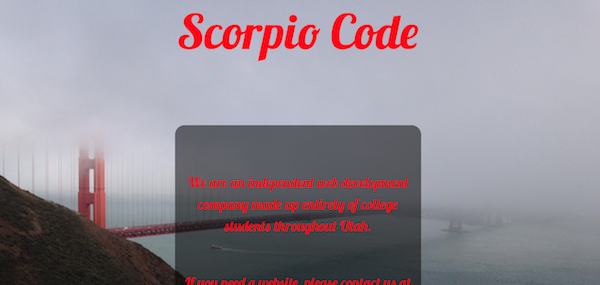 Scorpio Code
We are an independent web development
company made up entirely of college
students throughout Utah.
If you need a website, please contact us at